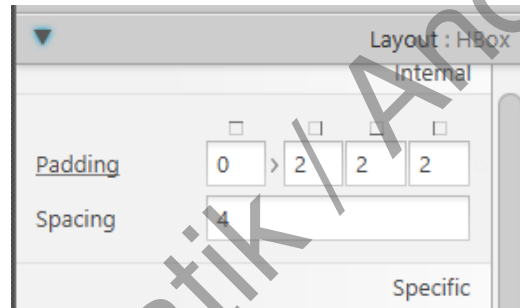 Layout : HBox
Internal
Padding 0 > 2 2 2
Spacing 4
Specific